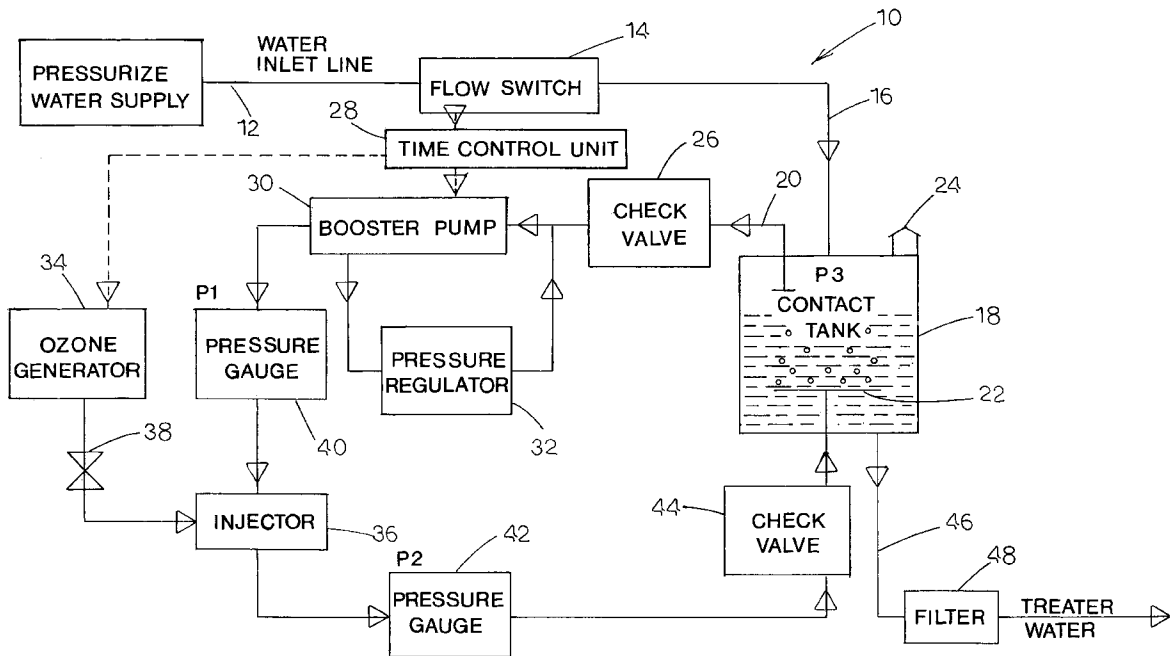 10
14
WATER
INLET LINE
PRESSURIZE
WATER SUPPLY
FLOW SWITCH
12
16
28
TIME CONTROL UNIT
26
30
20
24
BOOSTER PUMP
CHECK
VALVE
34
P1
P3
CONTACT
TANK
18
OZONE
GENERATOR
PRESSURE
GAUGE
PRESSURE
REGULATOR
22
38
40
32
44
CHECK
VALVE
INJECTOR
36
42
46
P2
48
PRESSURE
GAUGE
FILTER
TREATER
WATER